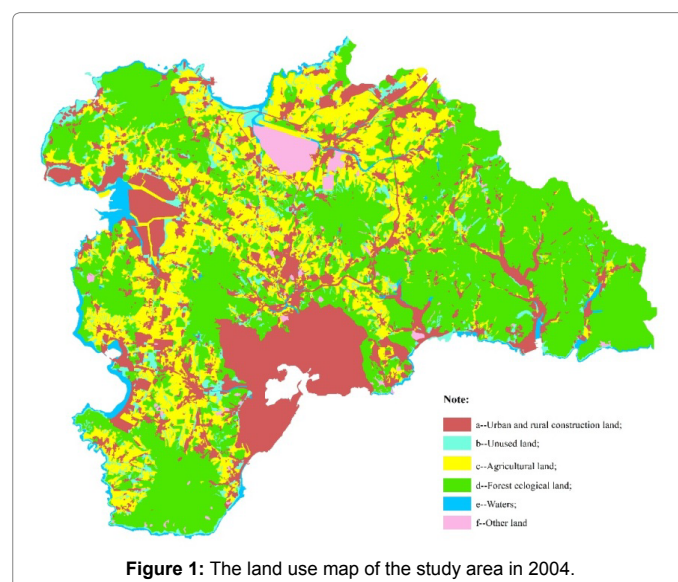 Note:
a--Urban and rural construction land;
b--Unused land;
c--Agricultural land;
d--Forest ecological land;
e--Waters;
f--Other land
Figure 1: The land use map of the study area in 2004.